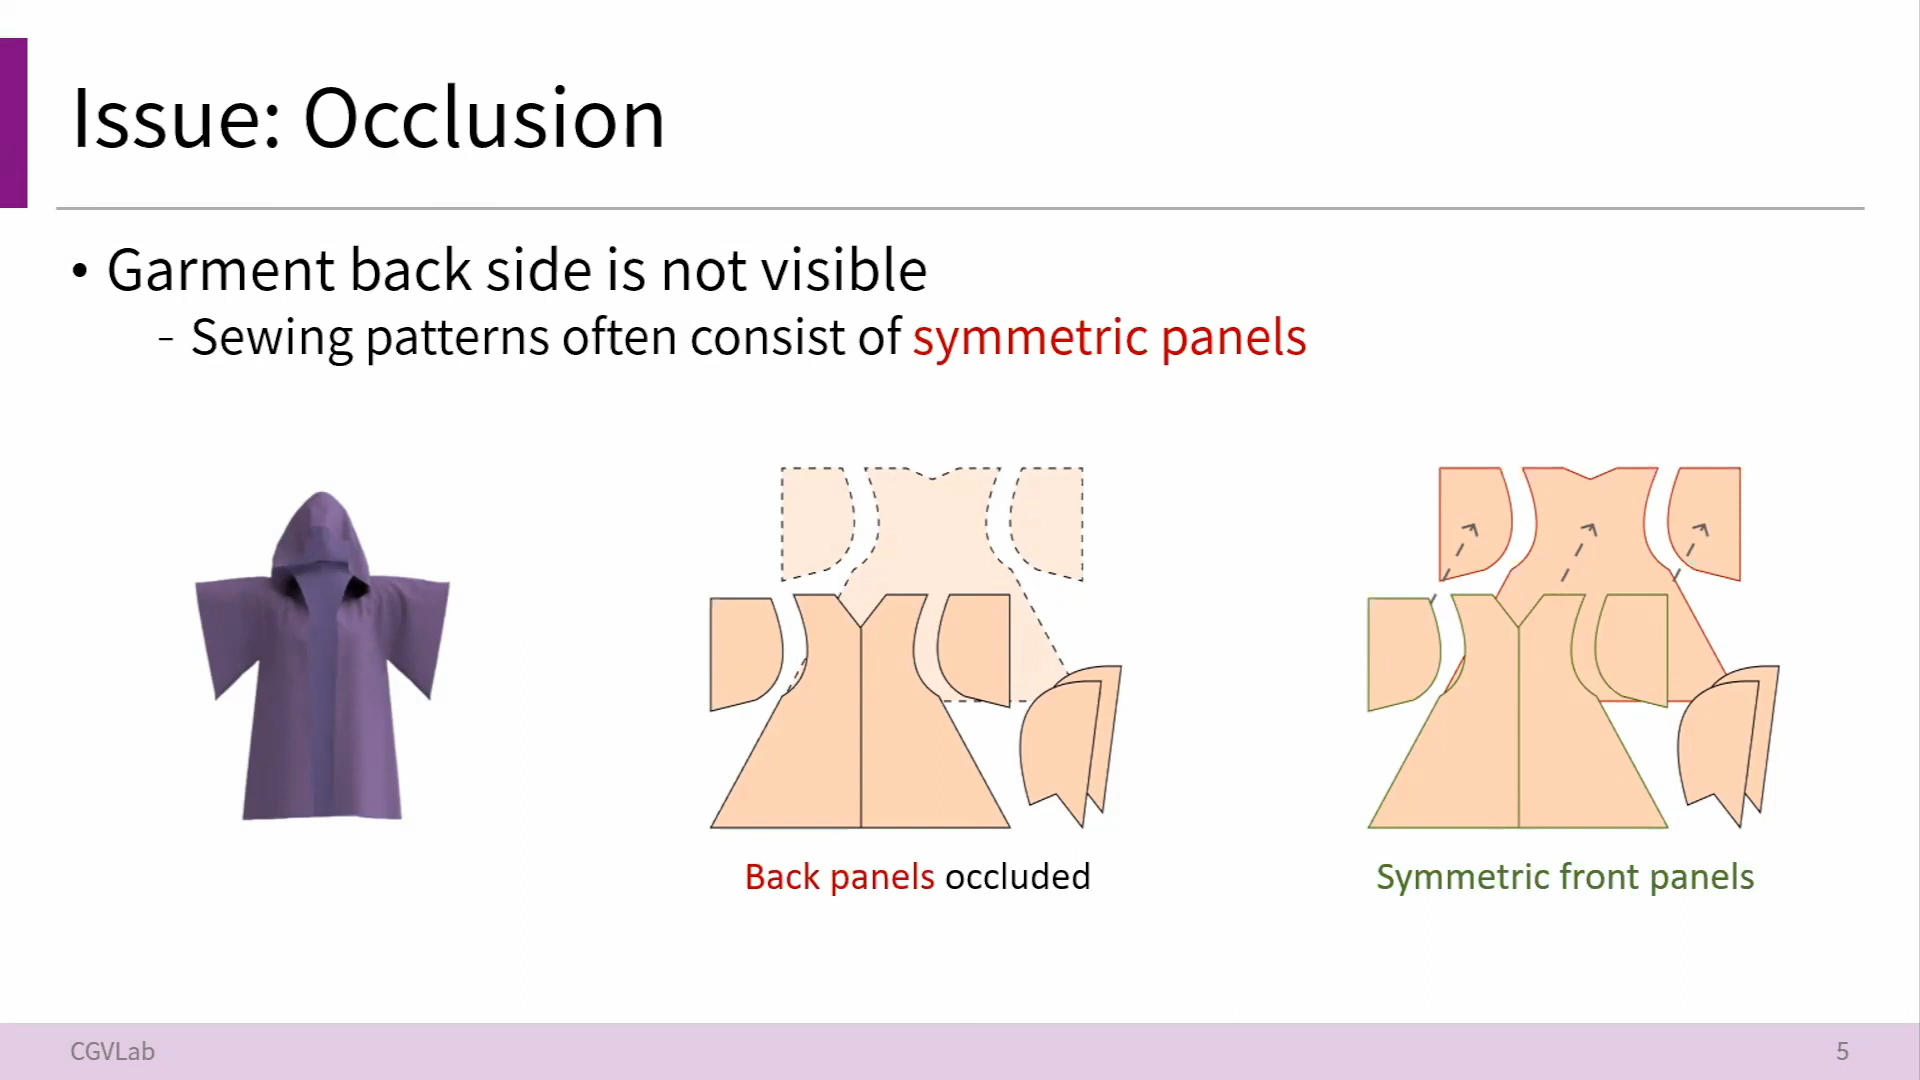 Issue: Occlusion
• Garment back side is not visible
- Sewing patterns often consist of symmetric panels
Back panels occluded
Symmetric front panels
CGVLab
5